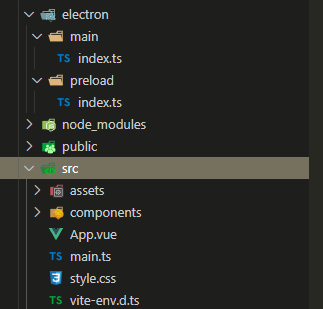 electron
main
TS index.ts
preload
TS index.ts
node_modules
public
src
assets
components
App.vue
TS main.ts
style.css
TS vite-env.d.ts